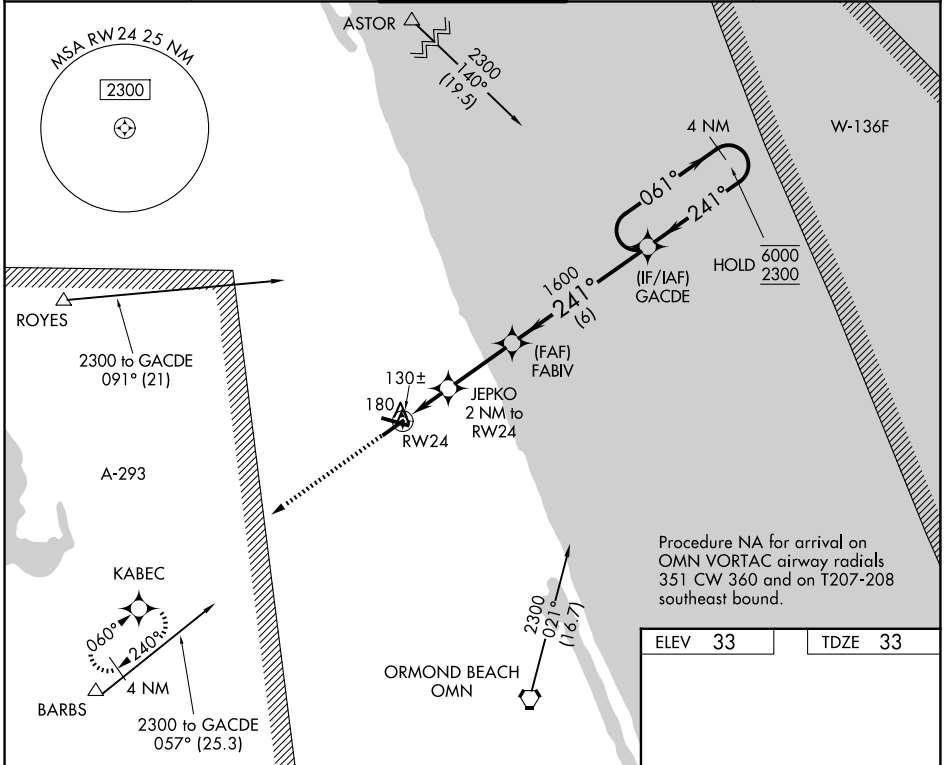 MSA RW24 25 NM
2300
ASTOR
2300
140°
(19.5)
4 NM
W-136F
061°
241°
HOLD
6000
2300
(IF/IAF)
GACDE
1600
241°
(6)
(FAF)
FABIV
ROYES
2300 to GACDE
091° (21)
130±
180
JEPKO
2 NM to
RW24
RW24
A-293
KABEC
060°
240°
4 NM
BARBS
2300 to GACDE
057° (25.3)
2300
021°
(16.7)
ORMOND BEACH
OMN
Procedure NA for arrival on
OMN VORTAC airway radials
351 CW 360 and on T207-208
southeast bound.
ELEV 33
TDZE 33